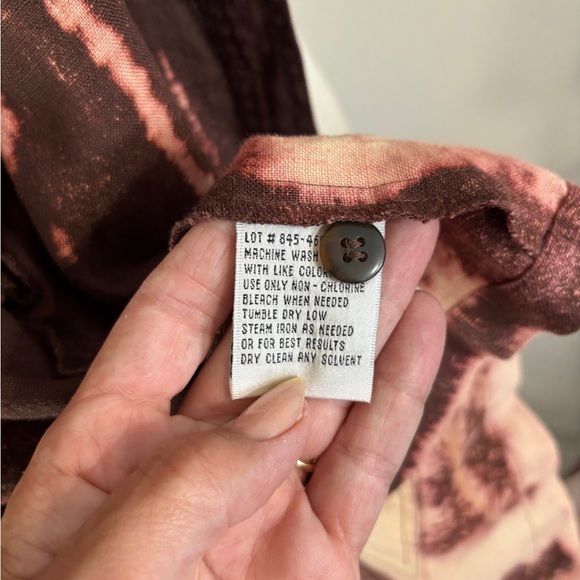 LOT # 845-46
MACHINE WASH
WITH LIKE COLOR
USE ONLY NON - CHLORINE
BLEACH WHEN NEEDED
TUMBLE DRY LOW
STEAM IRON AS NEEDED
OR FOR BEST RESULTS
DRY CLEAN ANY SOLVENT